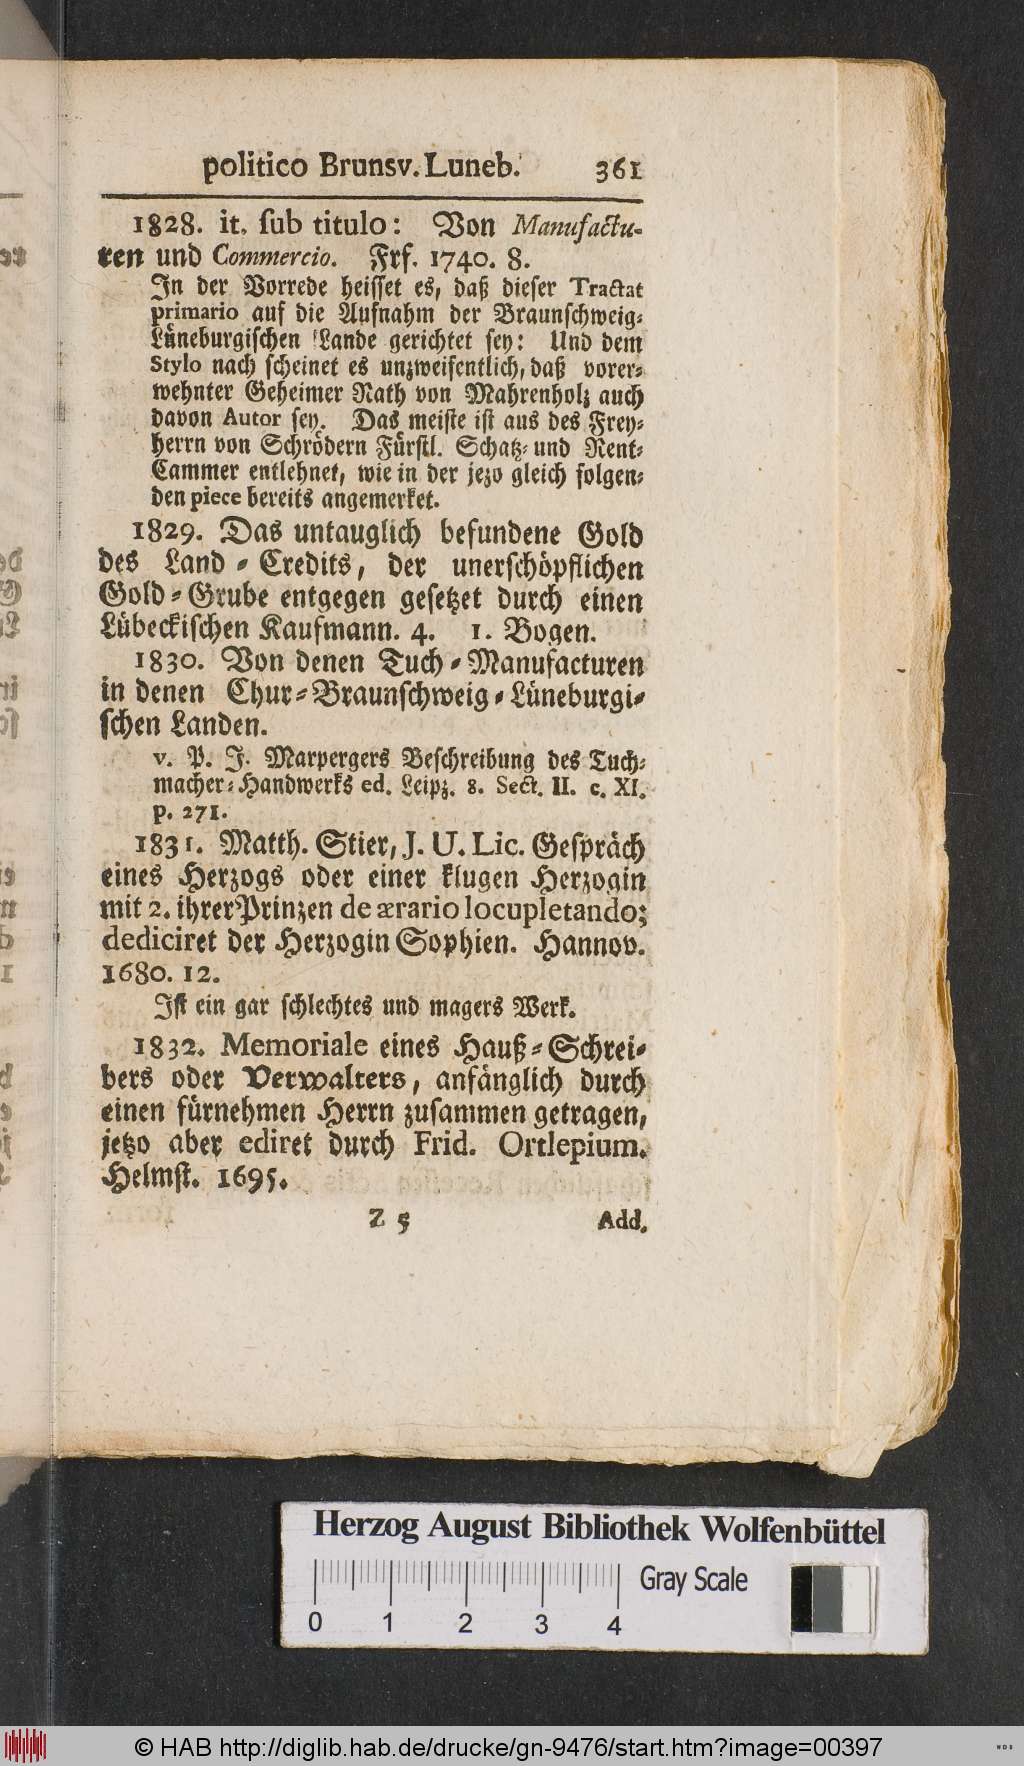 politico Brunsv. Luneb. 361
1828. it. sub titulo: Von Manufactu-
ren und Commercio. Frf. 1740. 8.
In der Vorrede heisset es, daß dieser Tractat
primario auf die Aufnahm der Braunschweig-
Lüneburgischen Lande gerichtet sey: Und dem
Stylo nach scheinet es unzweifentlich, daß vorer-
wehnter Geheimer Rath von Mahrenholz auch
davon Autor sey. Das meiste ist aus des Frey-
herrn von Schrödern Fürstl. Schatz- und Rent-
Cammer entlehnet, wie in der jezo gleich folgen-
den piece bereits angemerket.
1829. Das untauglich befundene Gold
des Land-Credits, der unerschöpflichen
Gold-Grube entgegen gesetzet durch einen
Lübeckischen Kaufmann. 4. 1. Bogen.
1830. Von denen Tuch-Manufacturen
in denen Chur-Braunschweig-Lüneburgi-
schen Landen.
v. P. J. Marpergers Beschreibung des Tuch-
macher-Handwerks ed. Leipz. 8. Sect. II. c. XI.
p. 271.
1831. Matth. Stier, J. U. Lic. Gespräch
eines Herzogs oder einer klugen Herzogin
mit 2. ihrer Prinzen de ærario locupletando;
dediciret der Herzogin Sophien. Hannov.
1680. 12.
Ist ein gar schlechtes und magers Werk.
1832. Memoriale eines Hauß-Schrei-
bers oder Verwalters, anfänglich durch
einen fürnehmen Herrn zusammen getragen,
jetzo aber ediret durch Frid. Ortlepium.
Helmst. 1695.
Z 5 Add.
Herzog August Bibliothek Wolfenbüttel
Gray Scale
0 1 2 3 4
© HAB http://diglib.hab.de/drucke/gn-9476/start.htm?image=00397